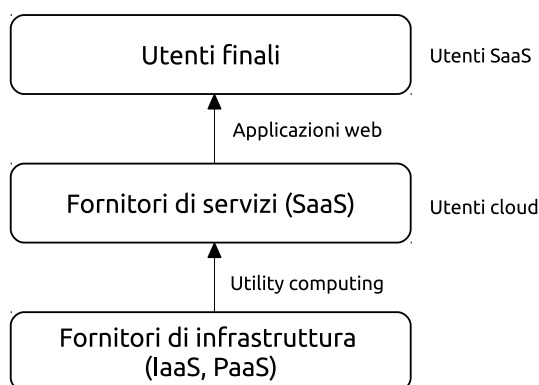 Utenti finali
Utenti SaaS
Applicazioni web
Fornitori di servizi (SaaS)
Utenti cloud
Utility computing
Fornitori di infrastruttura
(IaaS, PaaS)